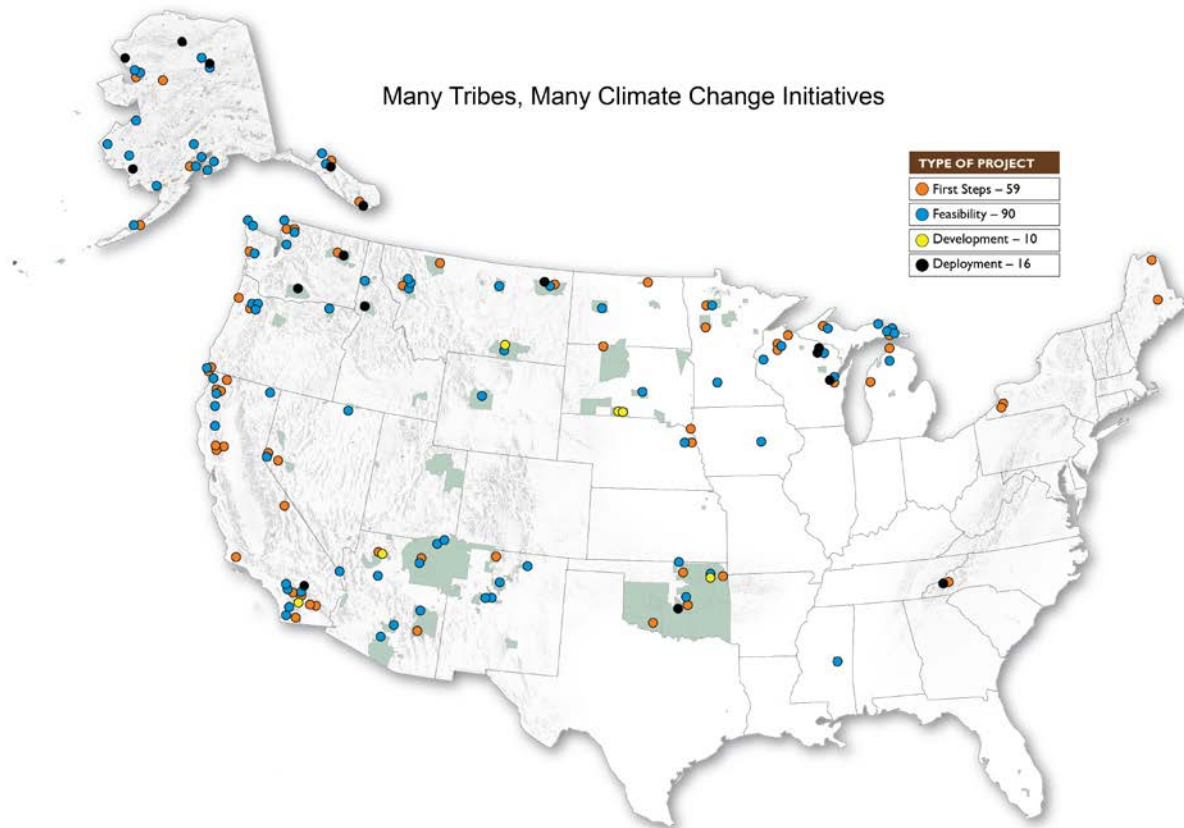 Many Tribes, Many Climate Change Initiatives
TYPE OF PROJECT
First Steps – 59
Feasibility – 90
Development – 10
Deployment – 16